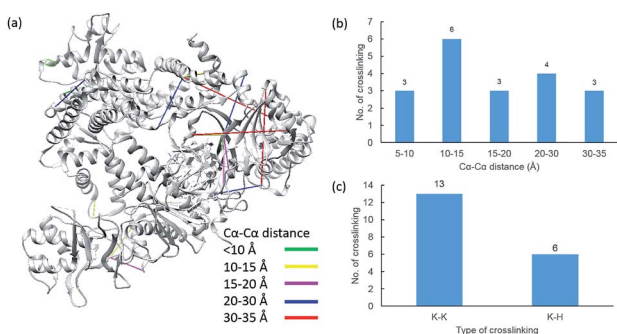 (a)
Cα-Cα distance
<10 Å
10-15 Å
15-20 Å
20-30 Å
30-35 Å
(b)
No. of crosslinking
7
6
5
4
3
2
1
0
3
6
3
4
3
5-10
10-15
15-20
20-30
30-35
Cα-Cα distance (Å)
(c)
No. of crosslinking
14
12
10
8
6
4
2
0
13
6
K-K
K-H
Type of crosslinking